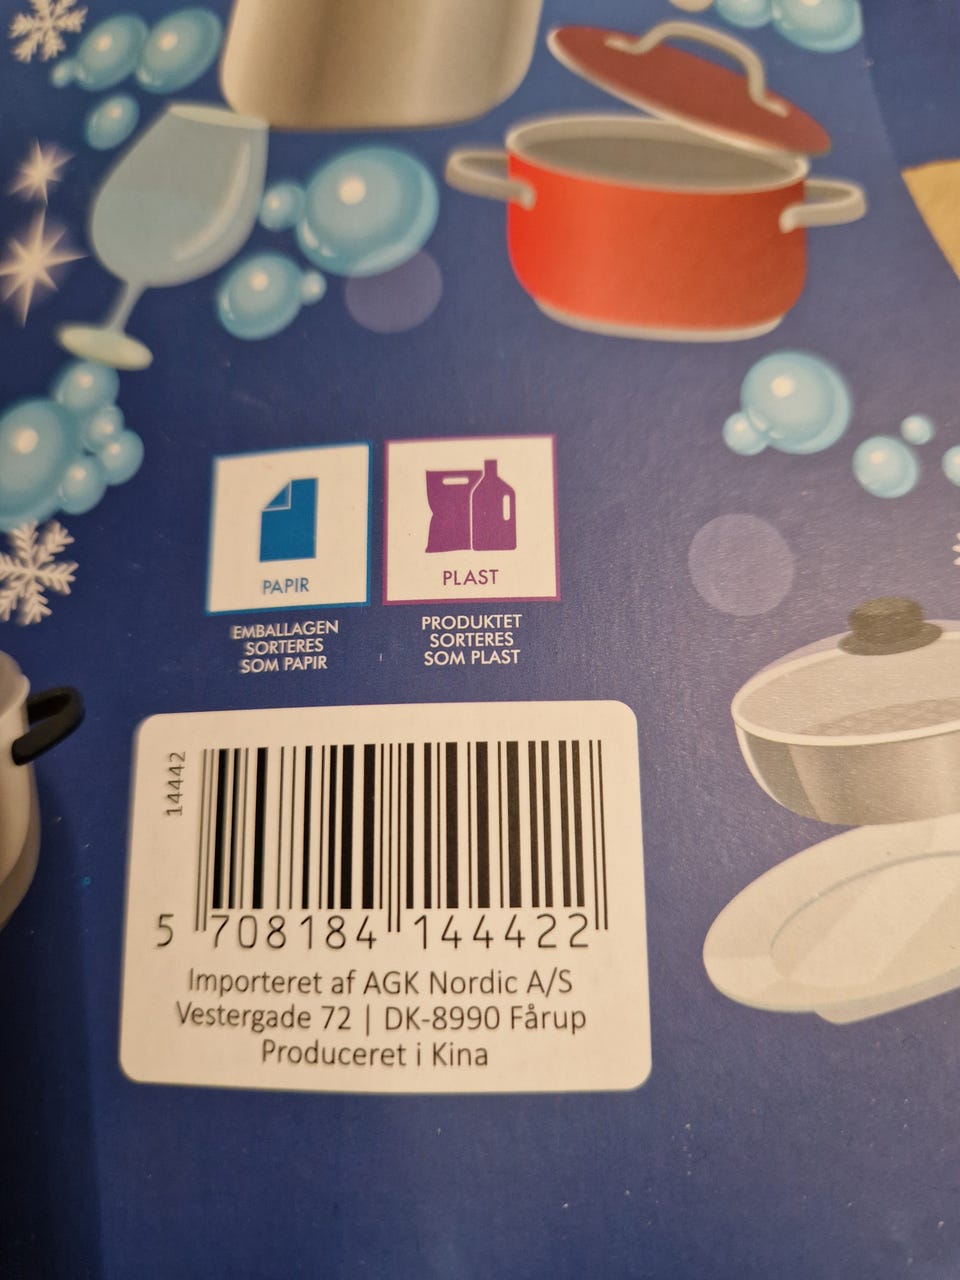 PAPIR
EMBALLAGEN
SORTERES
SOM PAPIR
PLAST
PRODUKTET
SORTERES
SOM PLAST
14442
5 708184 144422
Importeret af AGK Nordic A/S
Vestergade 72 | DK-8990 Fårup
Produceret i Kina